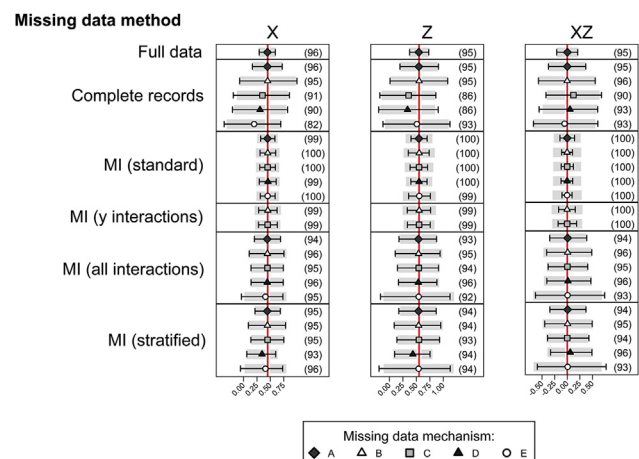 Missing data method
X Z XZ
Full data (96) (95) (95)
(96) (95) (95)
(95) (95) (96)
Complete records (91) (86) (90)
(90) (86) (93)
(82) (93) (93)
(99) (100) (100)
(100) (100) (100)
MI (standard) (100) (100) (100)
(99) (100) (100)
(100) (99) (100)
MI (y interactions) (99) (99) (100)
(99) (99) (100)
(94) (93) (94)
(96) (95) (96)
MI (all interactions) (95) (94) (95)
(96) (94) (96)
(95) (92) (93)
(95) (94) (94)
(95) (94) (95)
MI (stratified) (95) (93) (94)
(93) (94) (96)
(96) (94) (93)
0.00 0.25 0.50 0.75 0.00 0.25 0.50 0.75 1.00 -0.50 -0.25 0.00 0.25 0.50
Missing data mechanism:
A B C D E